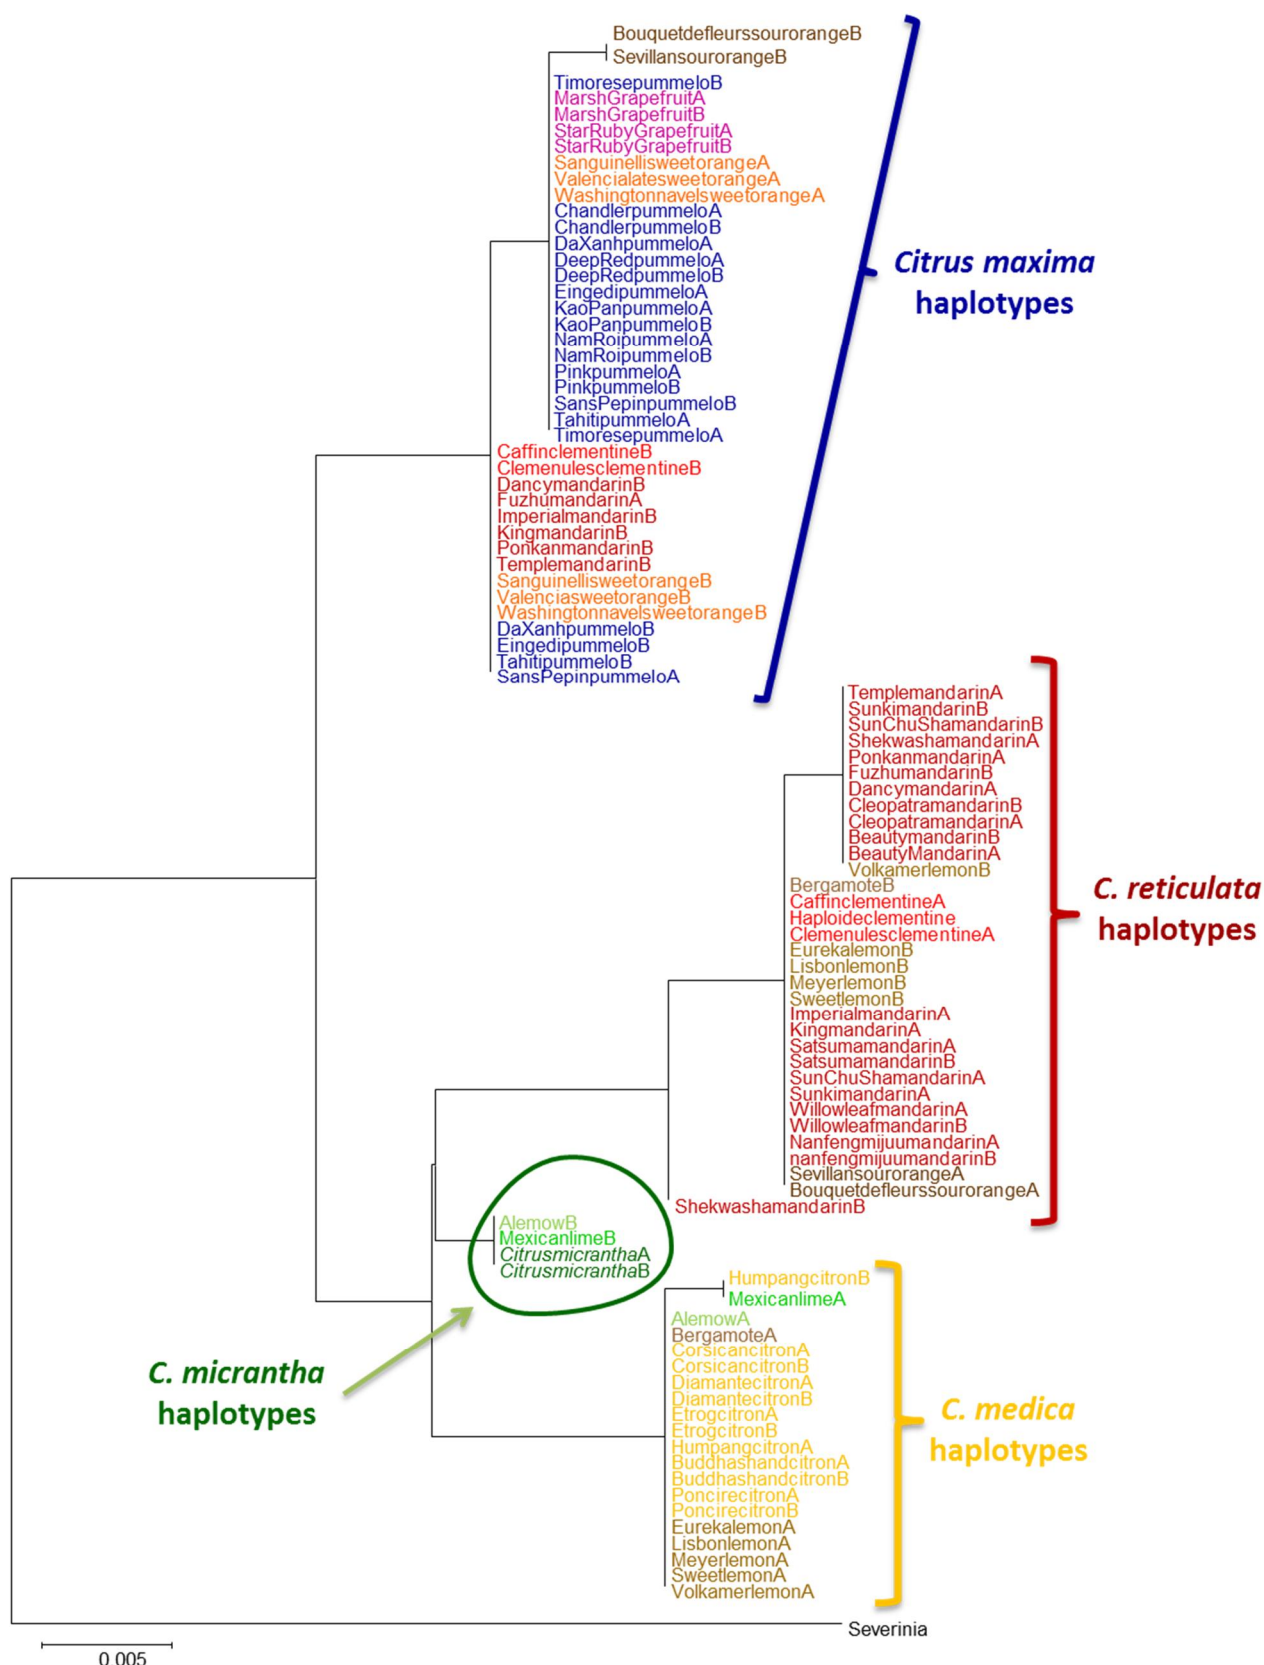 BouquetdefleurssourorangeB
SevillansourorangeB
TimoresepummeloB
MarshGrapefruitA
MarshGrapefruitB
StarRubyGrapefruitA
StarRubyGrapefruitB
SanguinellisweetorangeA
ValencialatesweetorangeA
WashingtonnavelsweetorangeA
ChandlerpummeloA
ChandlerpummeloB
DaXanhpummeloA
DeepRedpummeloA
DeepRedpummeloB
EingedipummeloA
KaoPanpummeloA
KaoPanpummeloB
NamRoipummeloA
NamRoipummeloB
PinkpummeloA
PinkpummeloB
SansPepinpummeloB
TahitipummeloA
TimoresepummeloA
CaffinclementineB
ClemenulesclementineB
DancymandarinB
FuzhumandarinA
ImperialmandarinB
KingmandarinB
PonkanmandarinB
TemplemandarinB
SanguinellisweetorangeB
ValenciasweetorangeB
WashingtonnavelsweetorangeB
DaXanhpummeloB
EingedipummeloB
TahitipummeloB
SansPepinpummeloA
Citrus maxima
haplotypes
TemplemandarinA
SunkimandarinB
SunChuShamandarinB
ShekwashamandarinA
PonkanmandarinA
FuzhumandarinB
DancymandarinA
CleopatramandarinB
CleopatramandarinA
BeautymandarinB
BeautyMandarinA
VolkamerlemonB
BergamoteB
CaffinclementineA
Haploideclementine
ClemenulesclementineA
EurekalemonB
LisbonlemonB
MeyerlemonB
SweetlemonB
ImperialmandarinA
KingmandarinA
SatsumamandarinA
SatsumamandarinB
SunChuShamandarinA
SunkimandarinA
WillowleafmandarinA
WillowleafmandarinB
NanfengmijuumandarinA
nanfengmijuumandarinB
SevillansourorangeA
BouquetdefleurssourorangeA
ShekwashamandarinB
C. reticulata
haplotypes
AlemowB
MexicanlimeB
CitrusmicranthaA
CitrusmicranthaB
C. micrantha
haplotypes
HumpangcitronB
MexicanlimeA
AlemowA
BergamoteA
CorsicancitronA
CorsicancitronB
DiamantecitronA
DiamantecitronB
EtrogcitronA
EtrogcitronB
HumpangcitronA
BuddhashandcitronA
BuddhashandcitronB
PoncirecitronA
PoncirecitronB
EurekalemonA
LisbonlemonA
MeyerlemonA
SweetlemonA
VolkamerlemonA
C. medica
haplotypes
Severinia
0.005